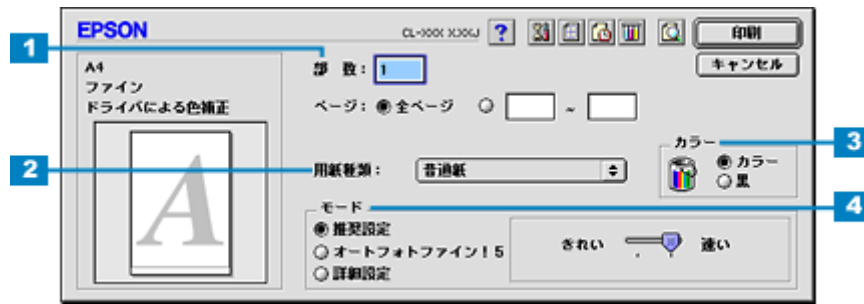 EPSON
CL-XXX X.XXJ
?
印刷
キャンセル
A4
ファイン
ドライバによる色補正
A
1
部 数:1
ページ:全ページ ~
2
用紙種類:普通紙
3
カラー
カラー
黒
4
モード
推奨設定
オートフォトファイン!5
詳細設定
きれい 速い